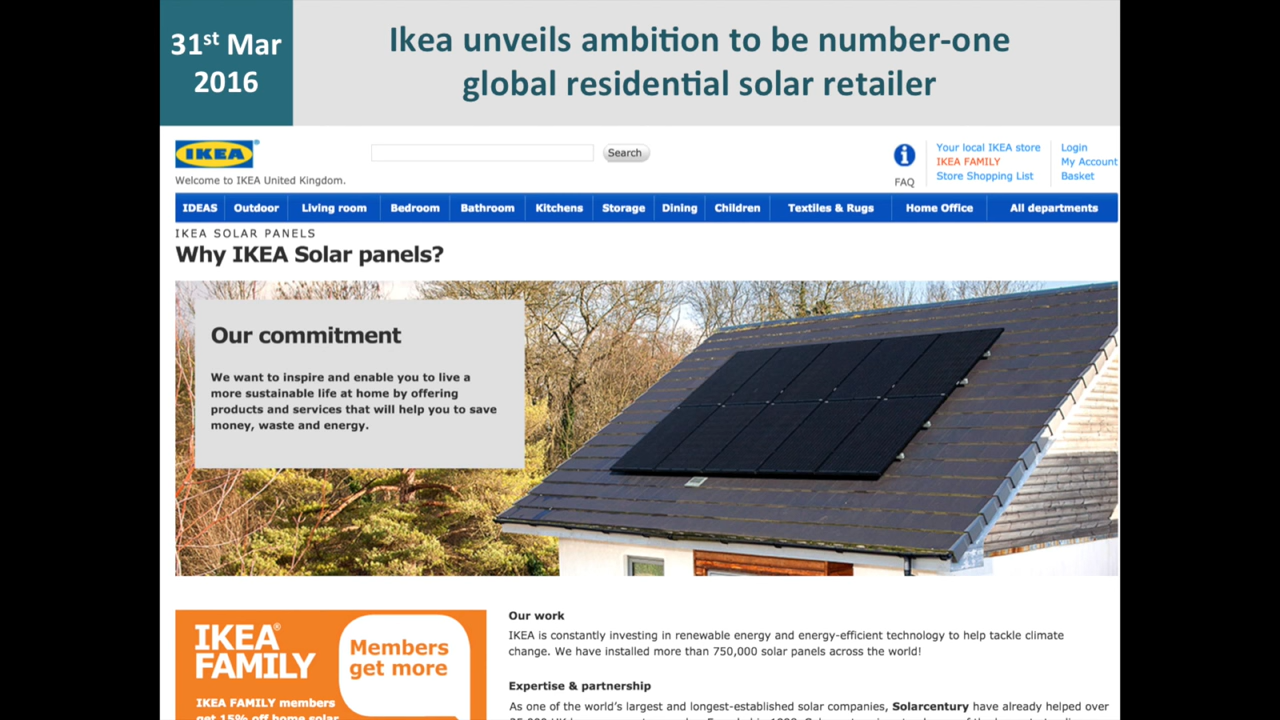 31st Mar
2016
Ikea unveils ambition to be number-one
global residential solar retailer
IKEA®
Search
Welcome to IKEA United Kingdom.
FAQ
Your local IKEA store
IKEA FAMILY
Store Shopping List
Login
My Account
Basket
IDEAS Outdoor Living room Bedroom Bathroom Kitchens Storage Dining Children Textiles & Rugs Home Office All departments
IKEA SOLAR PANELS
Why IKEA Solar panels?
Our commitment
We want to inspire and enable you to live a
more sustainable life at home by offering
products and services that will help you to save
money, waste and energy.
IKEA®
FAMILY
Members
get more
IKEA FAMILY members
get 15% off home solar
Our work
IKEA is constantly investing in renewable energy and energy-efficient technology to help tackle climate
change. We have installed more than 750,000 solar panels across the world!
Expertise & partnership
As one of the world's largest and longest-established solar companies, Solarcentury have already helped over